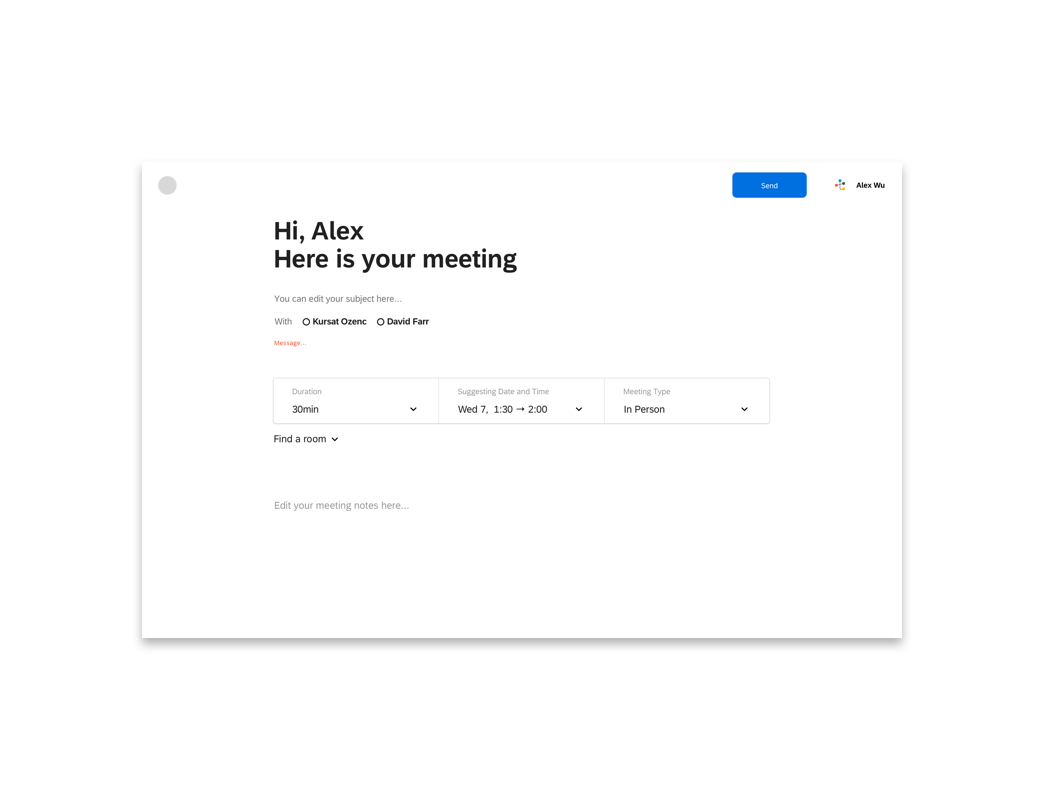 Send Alex Wu
Hi, Alex
Here is your meeting
You can edit your subject here...
With Kursat Ozenc David Farr
Message...
Duration Suggesting Date and Time Meeting Type
30min Wed 7, 1:30 → 2:00 In Person
Find a room
Edit your meeting notes here...